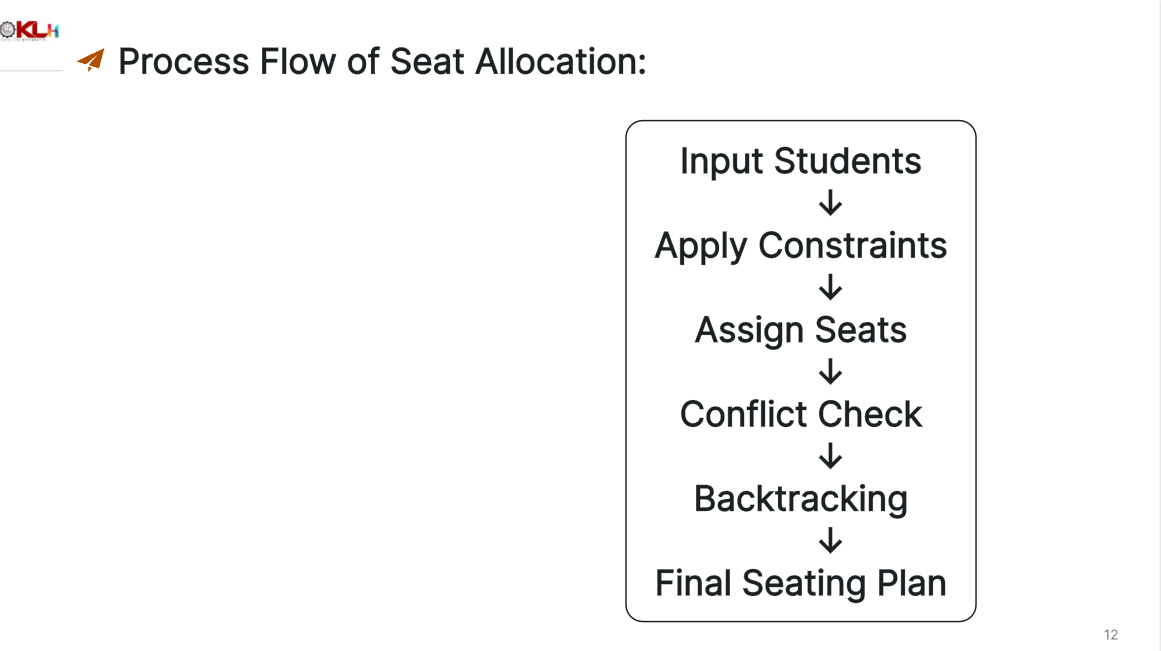 KLH
Process Flow of Seat Allocation:
Input Students
↓
Apply Constraints
↓
Assign Seats
↓
Conflict Check
↓
Backtracking
↓
Final Seating Plan
12